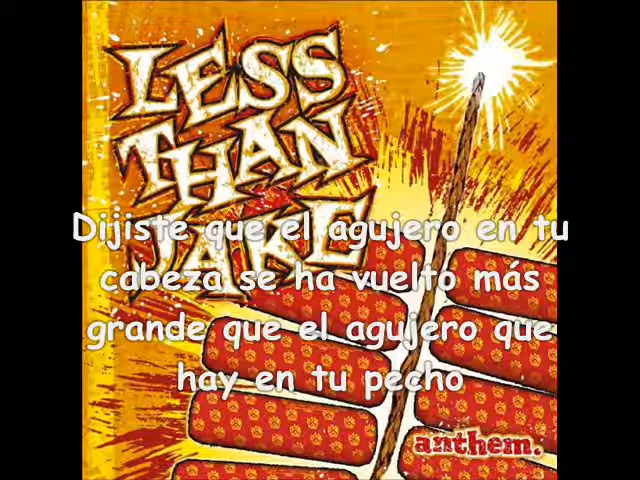 LESS
THAN
JAKE
Dijiste que el agujero en tu
cabeza se ha vuelto más
grande que el agujero que
hay en tu pecho
anthem.